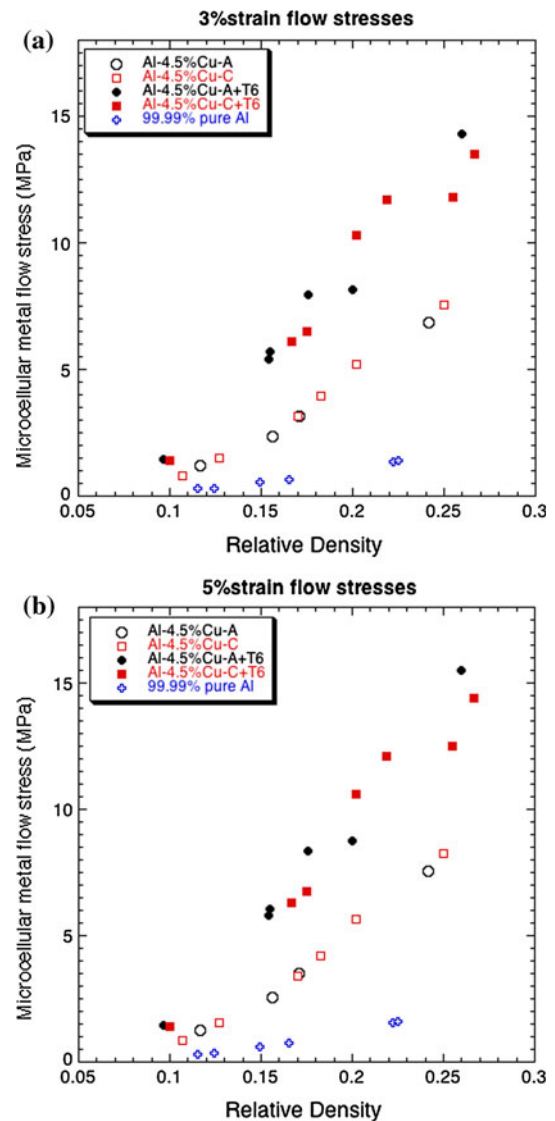 3%strain flow stresses
(a)
Al-4.5%Cu-A
Al-4.5%Cu-C
Al-4.5%Cu-A+T6
Al-4.5%Cu-C+T6
99.99% pure Al
Microcellular metal flow stress (MPa)
15
10
5
0
0.05 0.1 0.15 0.2 0.25 0.3
Relative Density
5%strain flow stresses
(b)
Al-4.5%Cu-A
Al-4.5%Cu-C
Al-4.5%Cu-A+T6
Al-4.5%Cu-C+T6
99.99% pure Al
Microcellular metal flow stress (MPa)
15
10
5
0
0.05 0.1 0.15 0.2 0.25 0.3
Relative Density